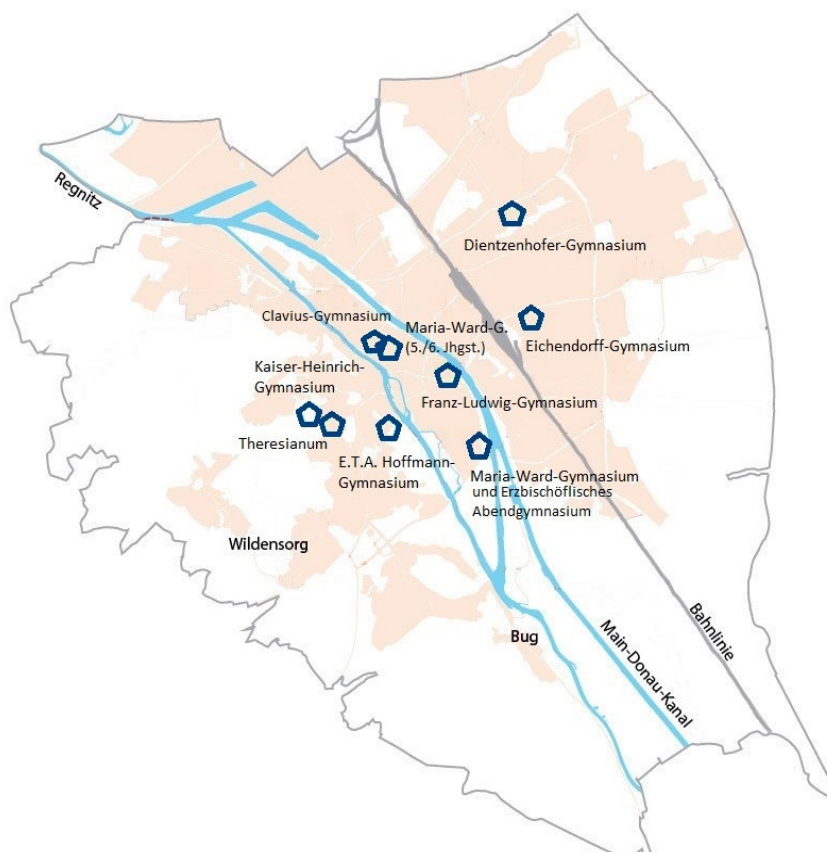 Regnitz
Dientzenhofer-Gymnasium
Clavius-Gymnasium
Maria-Ward-G.
(5./6. Jhgst.)
Eichendorff-Gymnasium
Kaiser-Heinrich-
Gymnasium
Franz-Ludwig-Gymnasium
Theresianum
E.T.A. Hoffmann-
Gymnasium
Maria-Ward-Gymnasium
und Erzbischöflisches
Abendgymnasium
Wildensorg
Bug
Main-Donau-Kanal
Bahnlinie